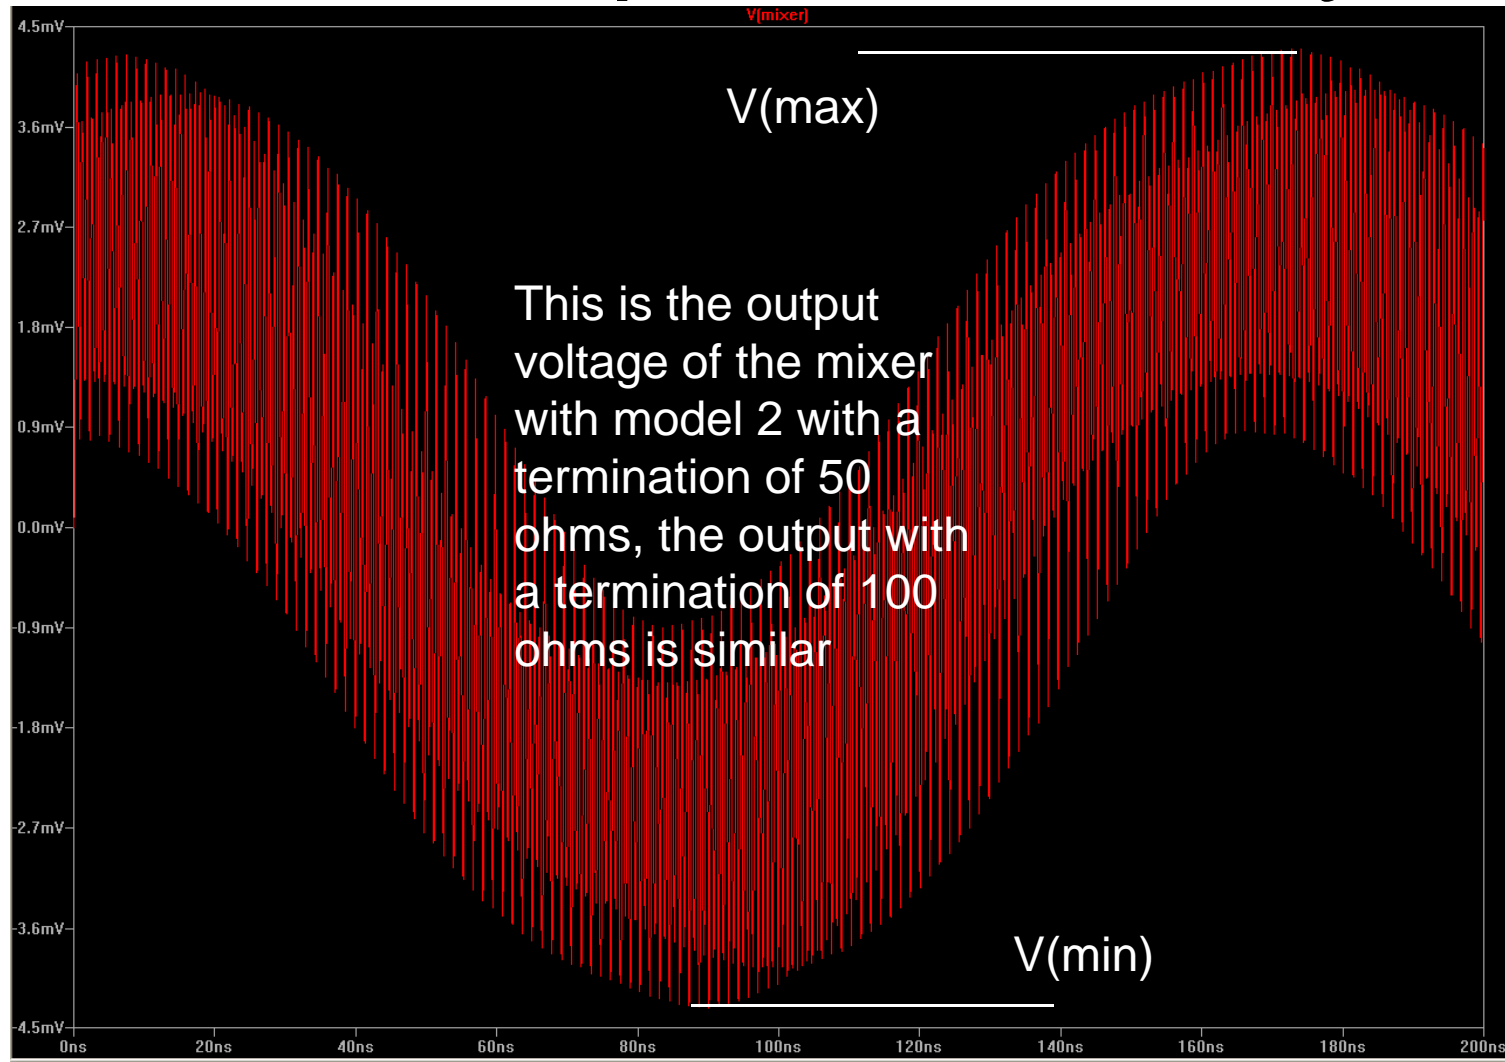 V(mixer)
4.5mV
3.6mV
2.7mV
1.8mV
0.9mV
0.0mV
-0.9mV
-1.8mV
-2.7mV
-3.6mV
-4.5mV
V(max)
This is the output
voltage of the mixer
with model 2 with a
termination of 50
ohms, the output with
a termination of 100
ohms is similar
V(min)
0ns 20ns 40ns 60ns 80ns 100ns 120ns 140ns 160ns 180ns 200ns